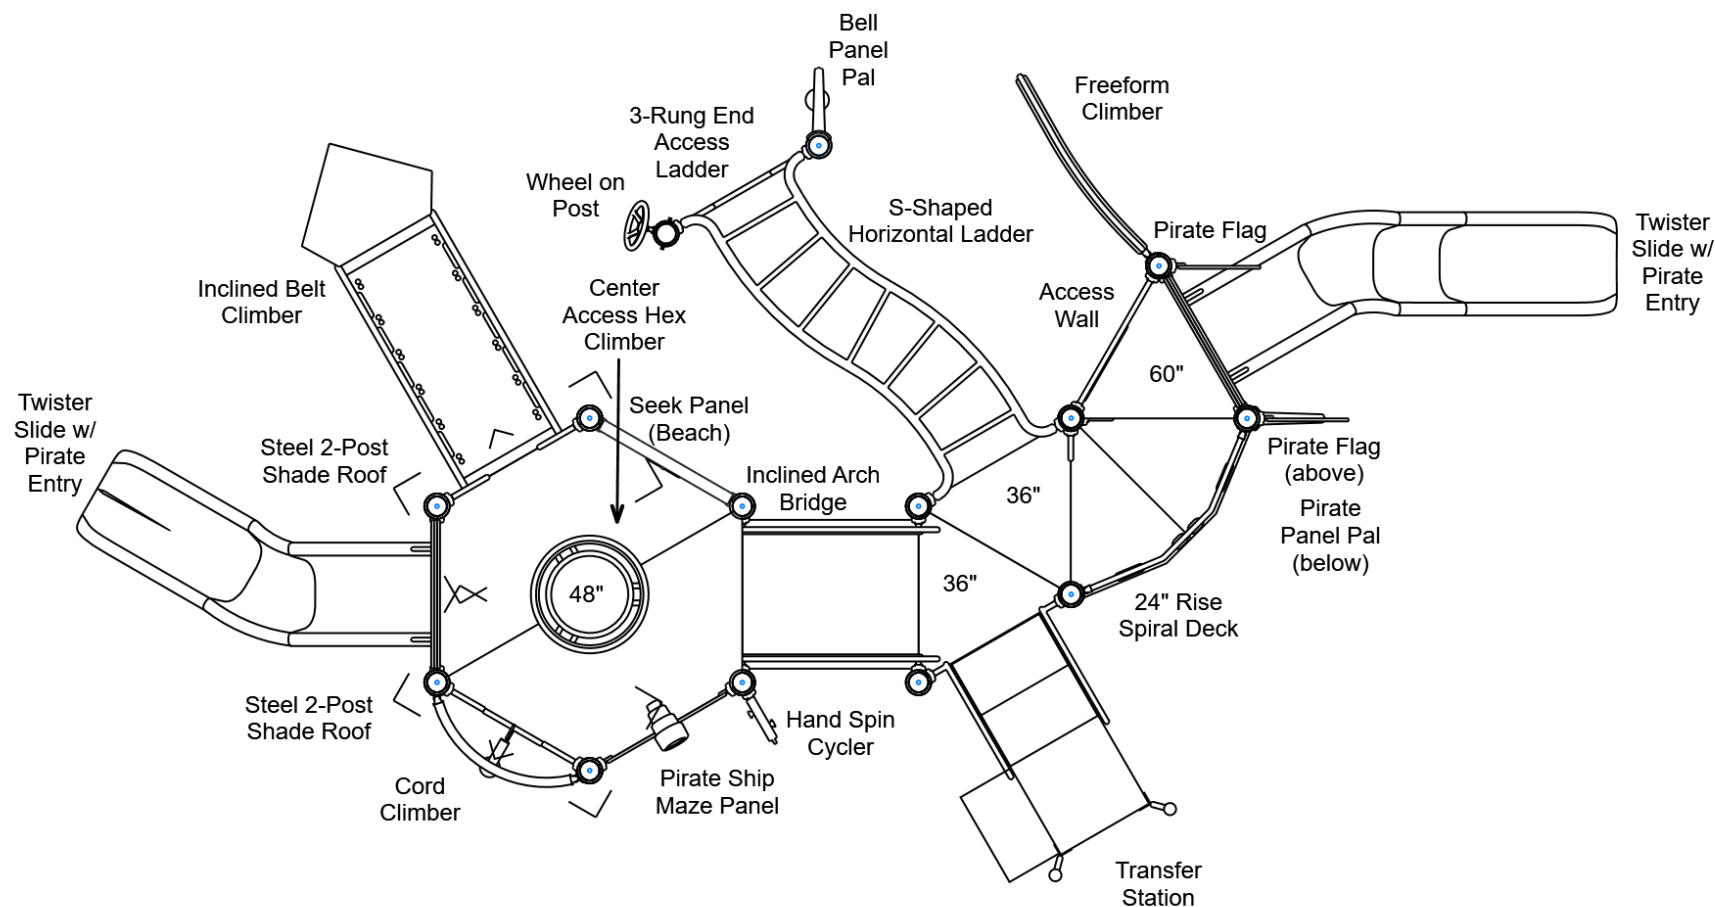 Bell
Panel
Pal
Freeform
Climber
3-Rung End
Access
Ladder
Wheel on
Post
S-Shaped
Horizontal Ladder
Pirate Flag
Twister
Slide w/
Pirate
Entry
Inclined Belt
Climber
Center
Access Hex
Climber
Access
Wall
60"
Twister
Slide w/
Pirate
Entry
Steel 2-Post
Shade Roof
Seek Panel
(Beach)
Inclined Arch
Bridge
36"
Pirate Flag
(above)
Pirate
Panel Pal
(below)
48"
36"
24" Rise
Spiral Deck
Steel 2-Post
Shade Roof
Hand Spin
Cycler
Cord
Climber
Pirate Ship
Maze Panel
Transfer
Station